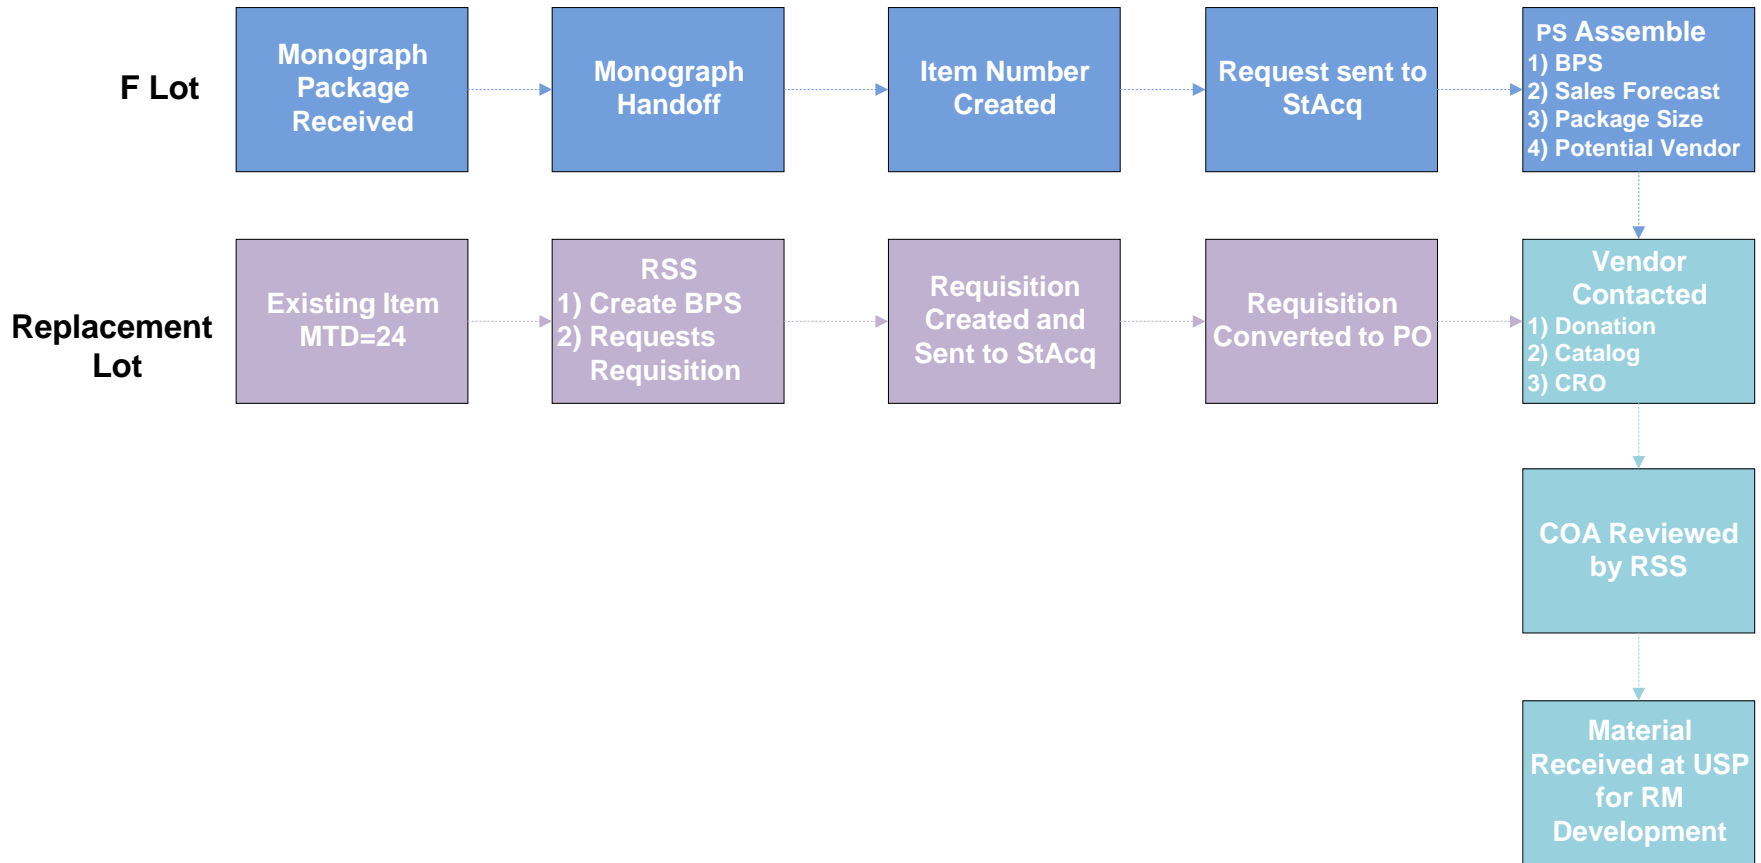 F Lot
Monograph
Package
Received
Monograph
Handoff
Item Number
Created
Request sent to
StAcq
PS Assemble
1) BPS
2) Sales Forecast
3) Package Size
4) Potential Vendor
Replacement
Lot
Existing Item
MTD=24
RSS
1) Create BPS
2) Requests
Requisition
Requisition
Created and
Sent to StAcq
Requisition
Converted to PO
Vendor
Contacted
1) Donation
2) Catalog
3) CRO
COA Reviewed
by RSS
Material
Received at USP
for RM
Development